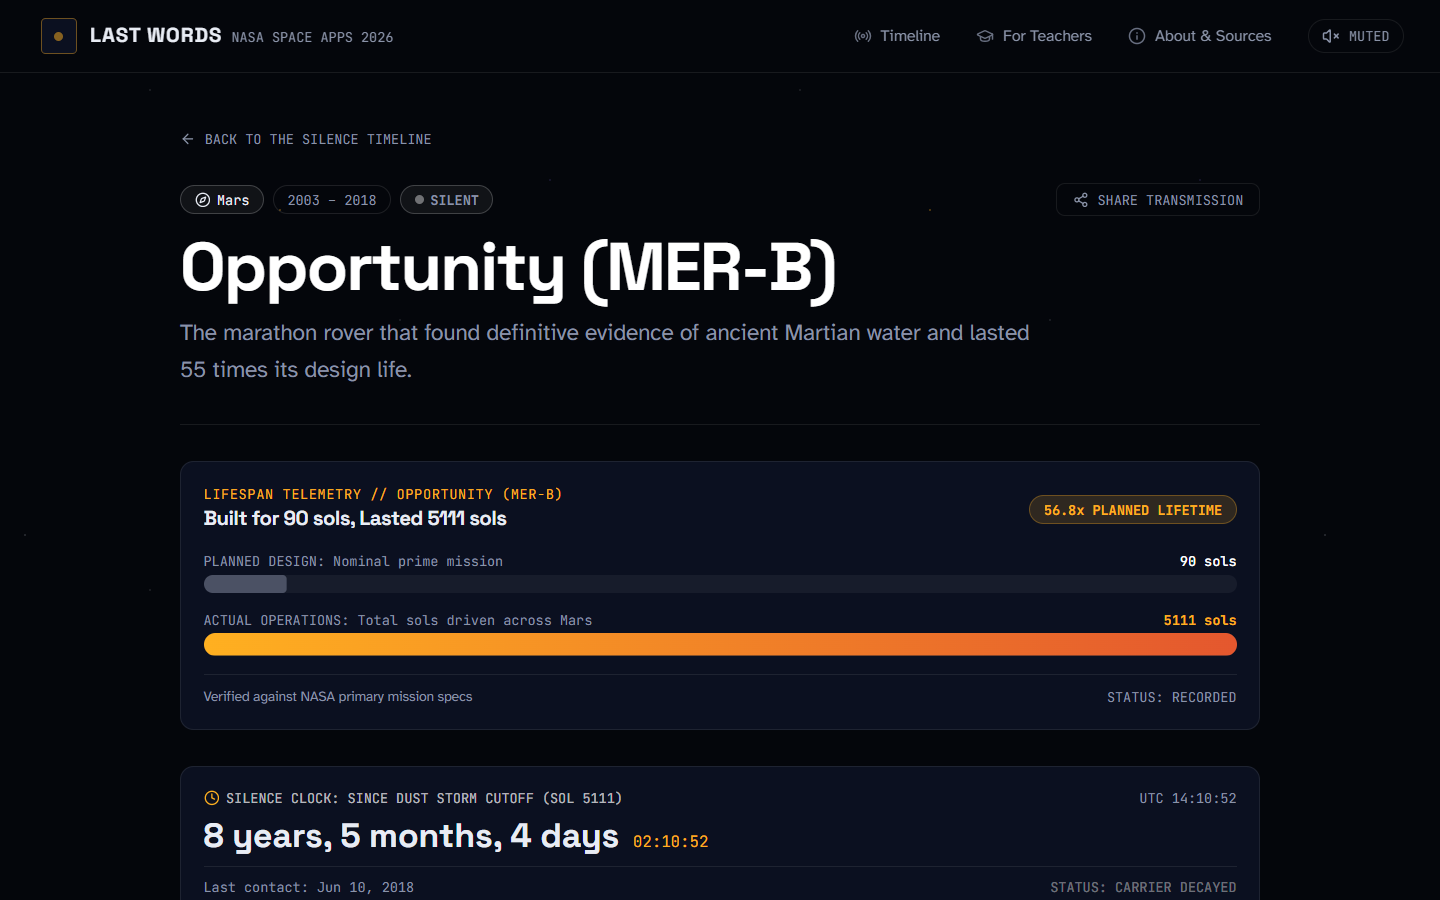 LAST WORDS NASA SPACE APPS 2026
Timeline
For Teachers
About & Sources
MUTED
BACK TO THE SILENCE TIMELINE
Mars
2003 – 2018
SILENT
SHARE TRANSMISSION
Opportunity (MER-B)
The marathon rover that found definitive evidence of ancient Martian water and lasted
55 times its design life.
LIFESPAN TELEMETRY // OPPORTUNITY (MER-B)
Built for 90 sols, Lasted 5111 sols
56.8x PLANNED LIFETIME
PLANNED DESIGN: Nominal prime mission
90 sols
ACTUAL OPERATIONS: Total sols driven across Mars
5111 sols
Verified against NASA primary mission specs
STATUS: RECORDED
SILENCE CLOCK: SINCE DUST STORM CUTOFF (SOL 5111)
UTC 14:10:52
8 years, 5 months, 4 days 02:10:52
Last contact: Jun 10, 2018
STATUS: CARRIER DECAYED